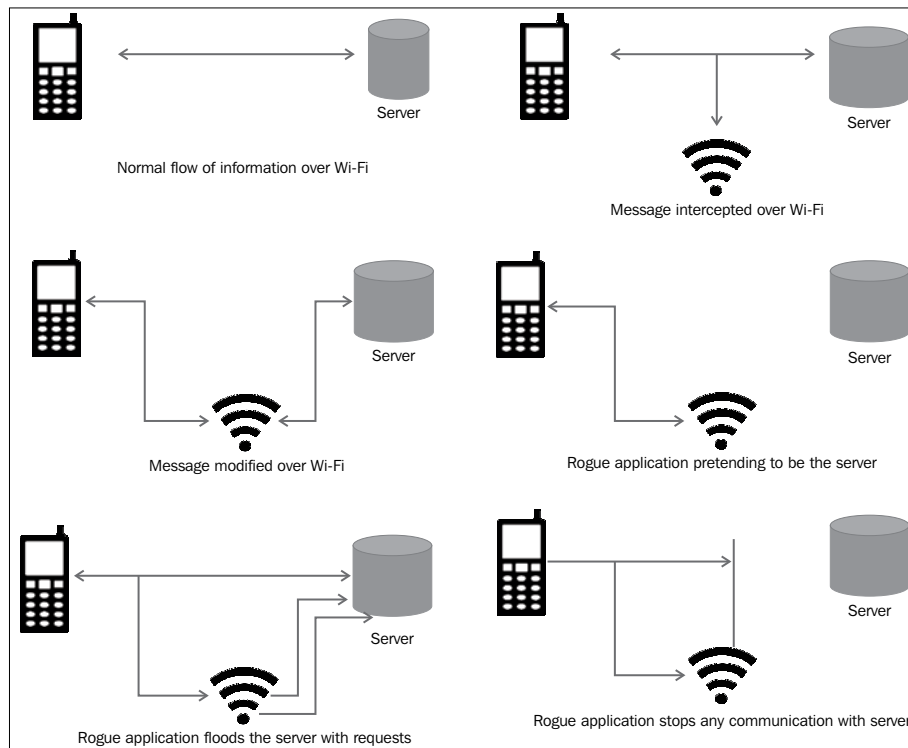 Server
Server
Normal flow of information over Wi-Fi
Message intercepted over Wi-Fi
Server
Server
Message modified over Wi-Fi
Rogue application pretending to be the server
Server
Server
Rogue application floods the server with requests
Rogue application stops any communication with server